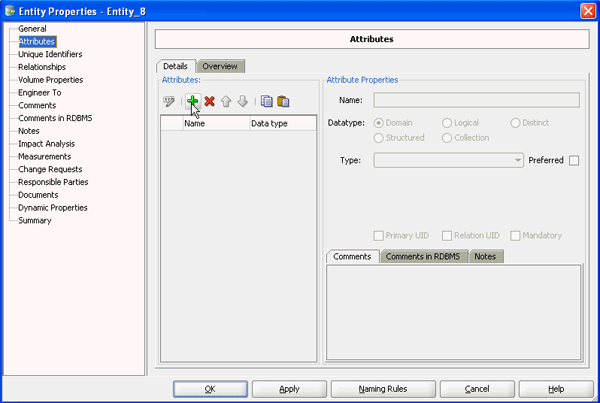 Entity Properties - Entity_8
General
Attributes
Unique Identifiers
Relationships
Volume Properties
Engineer To
Comments
Comments in RDBMS
Notes
Impact Analysis
Measurements
Change Requests
Responsible Parties
Documents
Dynamic Properties
Summary
Attributes
Details Overview
Attributes:
Name Data type
Attribute Properties
Name:
Datatype: Domain Logical Distinct
Structured Collection
Type: Preferred
Primary UID Relation UID Mandatory
Comments Comments in RDBMS Notes
OK Apply Naming Rules Cancel Help